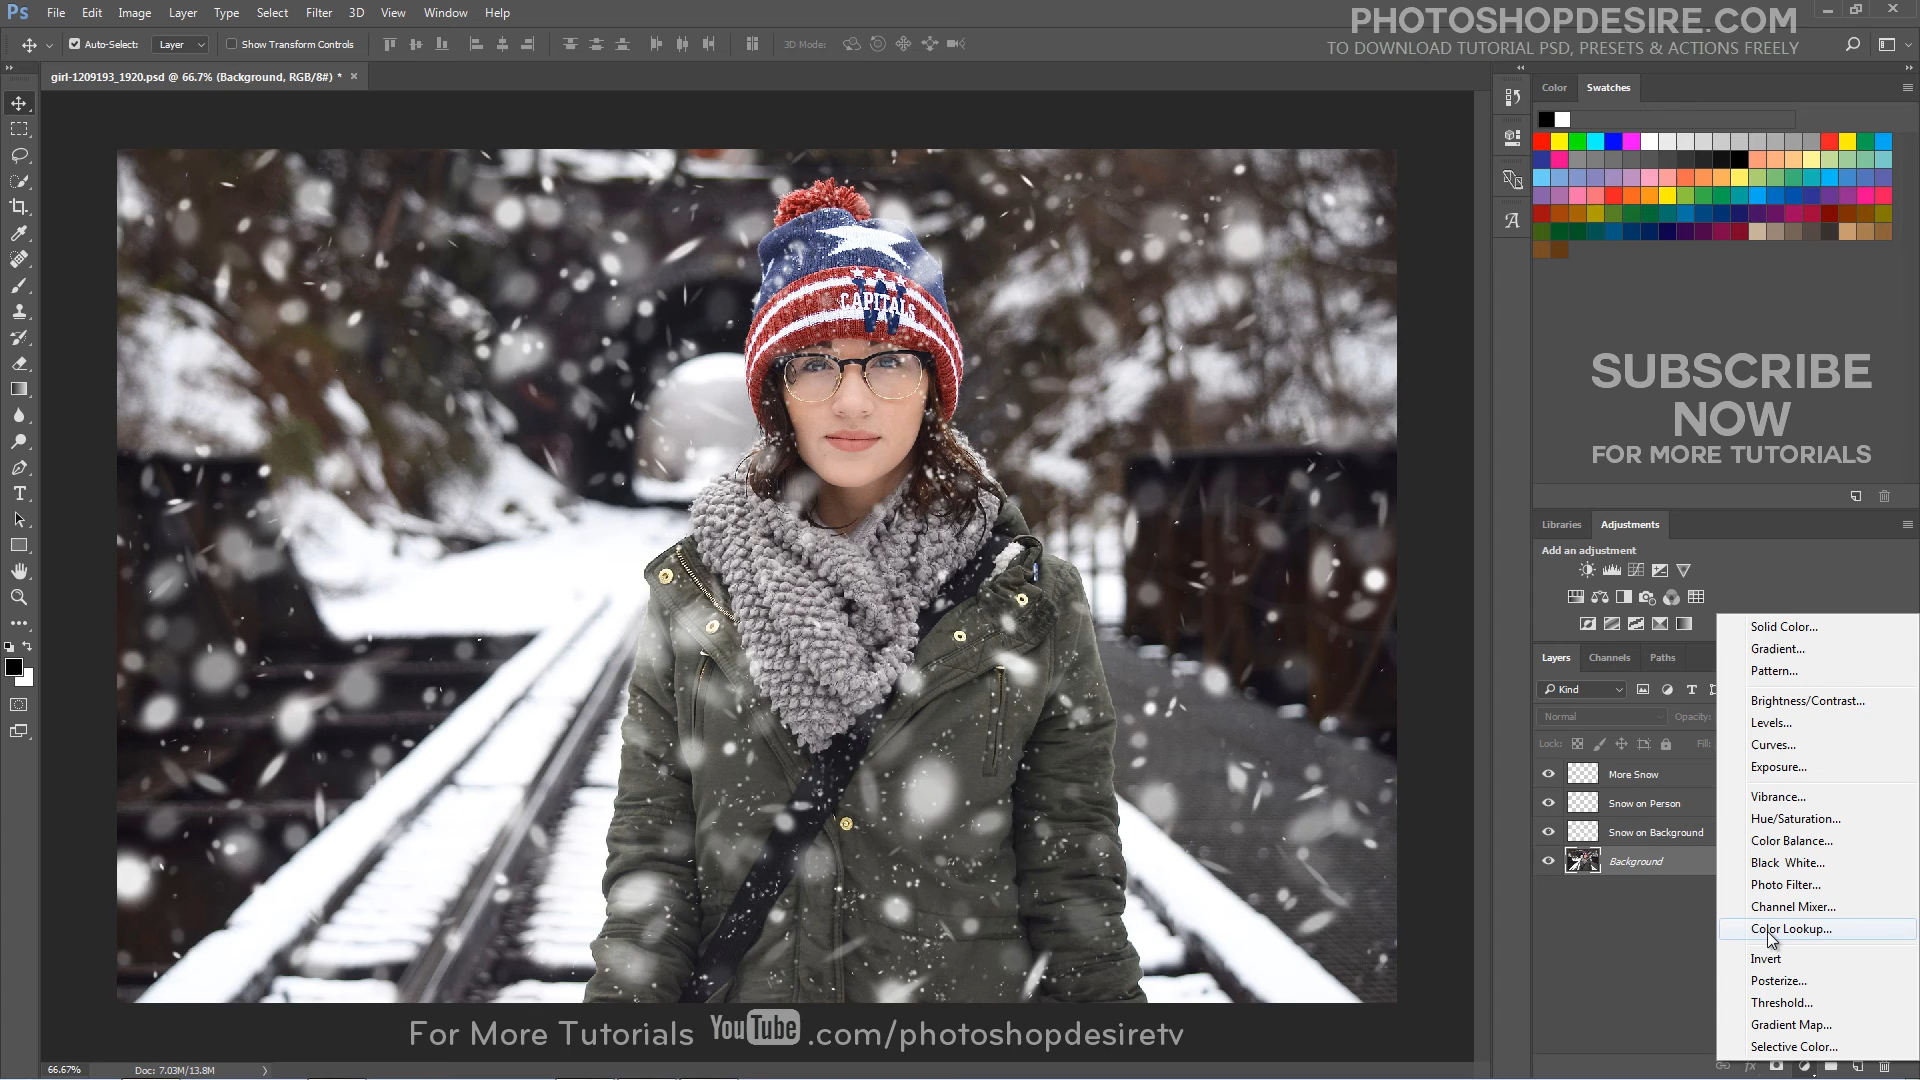 Ps File Edit Image Layer Type Select Filter 3D View Window Help
PHOTOSHOPDESIRE.COM
TO DOWNLOAD TUTORIAL PSD, PRESETS & ACTIONS FREELY
Auto-Select: Layer Show Transform Controls 3D Mode:
girl-1209193_1920.psd @ 66.7% (Background, RGB/8#) * ×
Color Swatches
CAPITALS
SUBSCRIBE
NOW
FOR MORE TUTORIALS
Libraries Adjustments
Add an adjustment
Layers Channels Paths
Kind
Normal Opacity:
Lock: Fill:
More Snow
Snow on Person
Snow on Background
Background
Solid Color...
Gradient...
Pattern...
Brightness/Contrast...
Levels...
Curves...
Exposure...
Vibrance...
Hue/Saturation...
Color Balance...
Black White...
Photo Filter...
Channel Mixer...
Color Lookup...
Invert
Posterize...
Threshold...
Gradient Map...
Selective Color...
For More Tutorials YouTube.com/photoshopdesiretv
66.67% Doc: 7.03M/13.8M